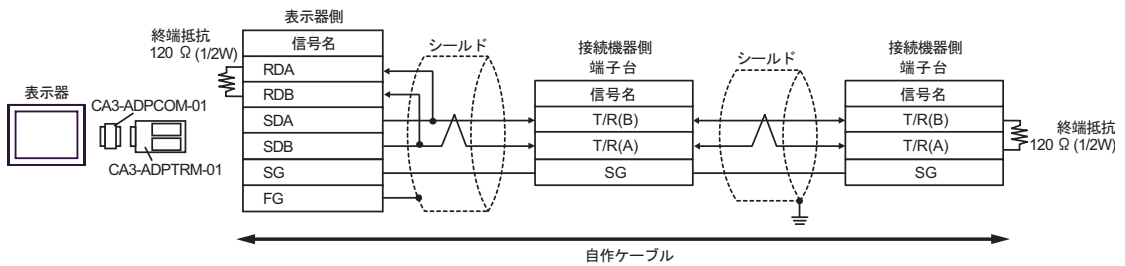 表示器側
終端抵抗
120 Ω (1/2W)
信号名
RDA
RDB
SDA
SDB
SG
FG
表示器
CA3-ADPCOM-01
CA3-ADPTRM-01
シールド
接続機器側
端子台
信号名
T/R(B)
T/R(A)
SG
シールド
接続機器側
端子台
信号名
T/R(B)
T/R(A)
SG
終端抵抗
120 Ω (1/2W)
自作ケーブル